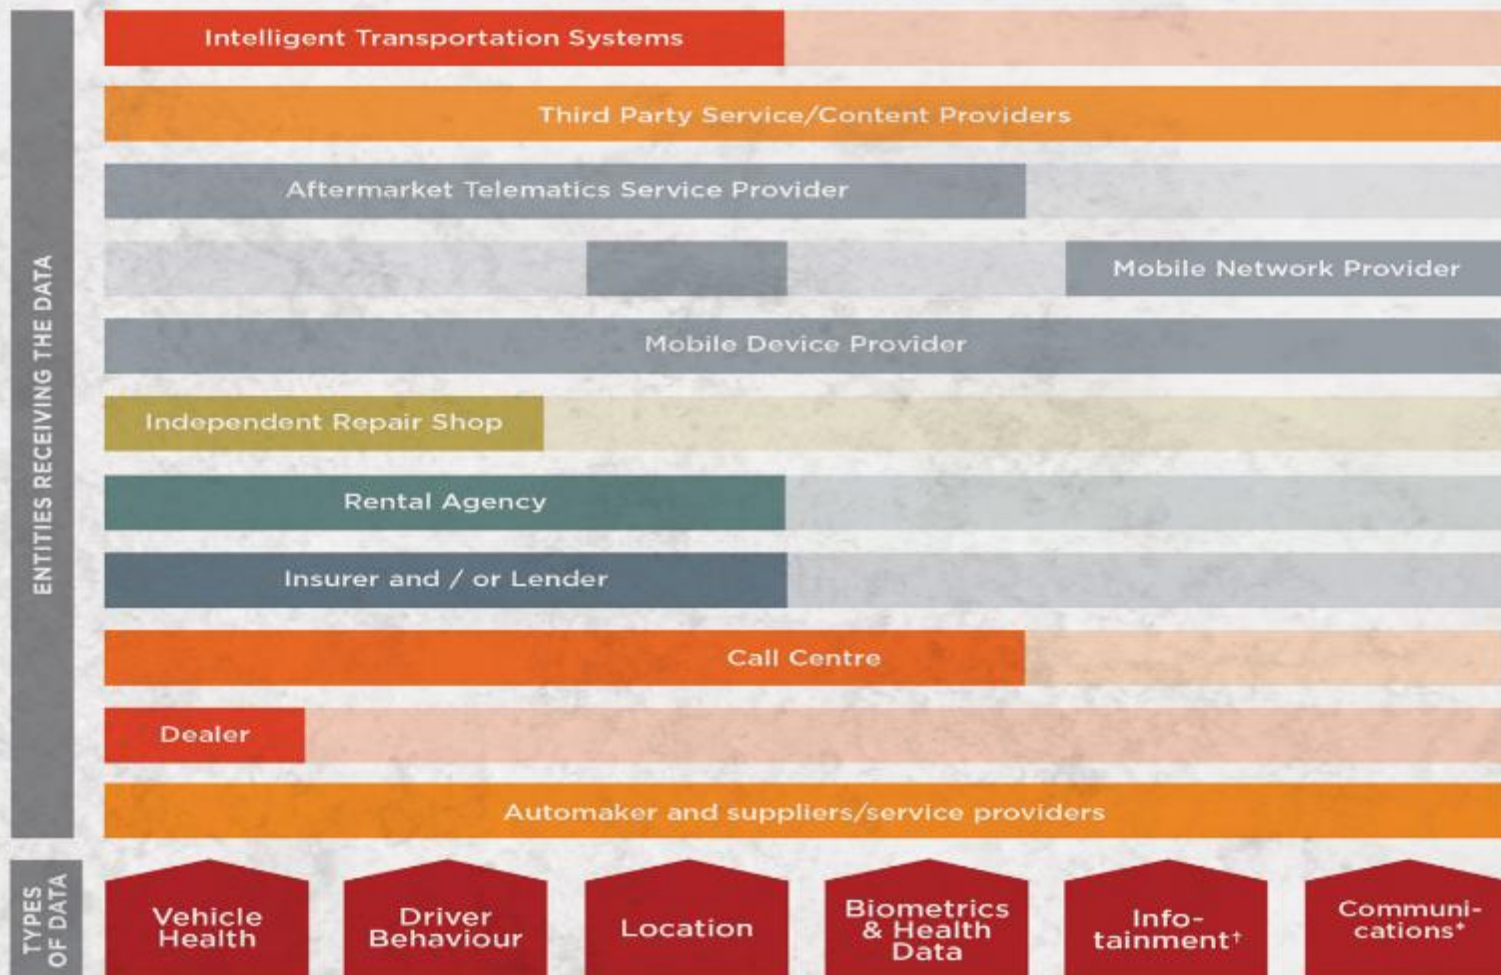 ENTITIES RECEIVING THE DATA
Intelligent Transportation Systems
Third Party Service/Content Providers
Aftermarket Telematics Service Provider
Mobile Network Provider
Mobile Device Provider
Independent Repair Shop
Rental Agency
Insurer and / or Lender
Call Centre
Dealer
Automaker and suppliers/service providers
TYPES
OF DATA
Vehicle
Health
Driver
Behaviour
Location
Biometrics
& Health
Data
Info-
tainment†
Communi-
cations*